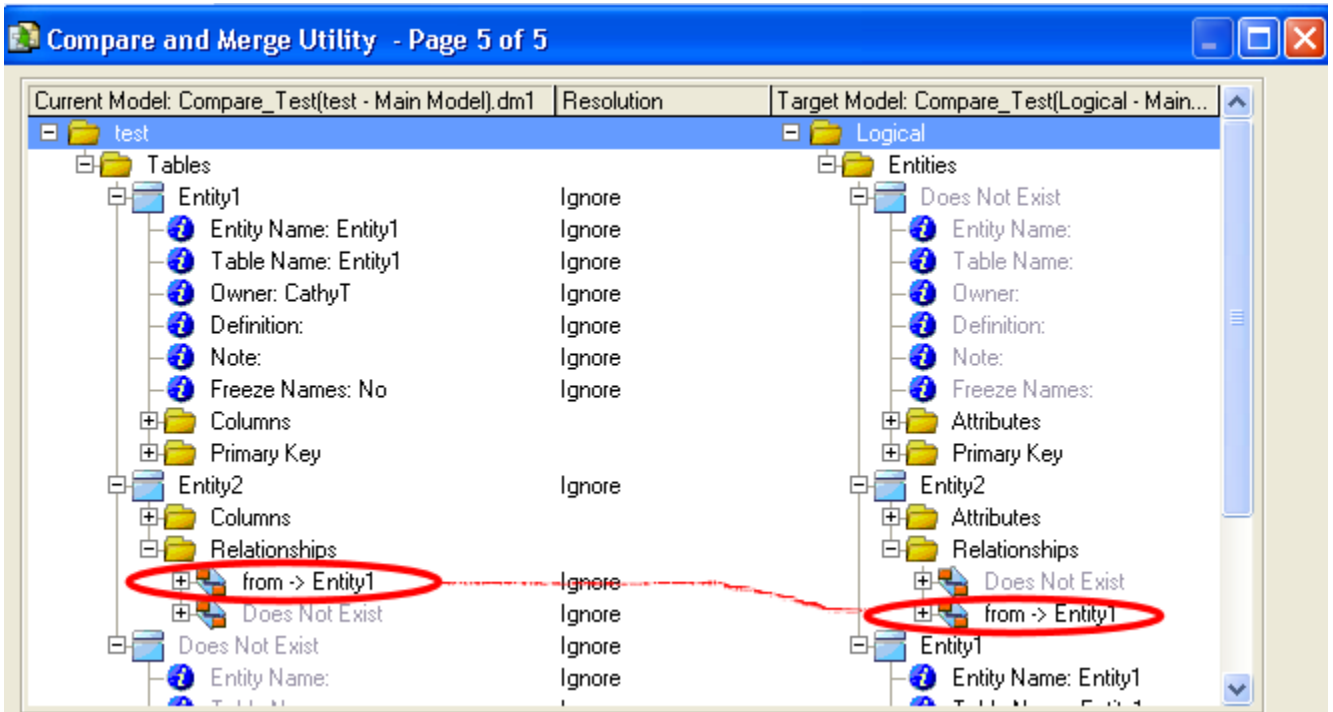 Compare and Merge Utility - Page 5 of 5
Current Model: Compare_Test(test - Main Model).dm1 Resolution Target Model: Compare_Test(Logical - Main...
test Logical
Tables Entities
Entity1 Ignore Does Not Exist
Entity Name: Entity1 Ignore Entity Name:
Table Name: Entity1 Ignore Table Name:
Owner: CathyT Ignore Owner:
Definition: Ignore Definition:
Note: Ignore Note:
Freeze Names: No Ignore Freeze Names:
Columns Attributes
Primary Key Primary Key
Entity2 Ignore Entity2
Columns Attributes
Relationships Relationships
from -> Entity1 Ignore Does Not Exist
Does Not Exist Ignore from -> Entity1
Does Not Exist Ignore Entity1
Entity Name: Ignore Entity Name: Entity1